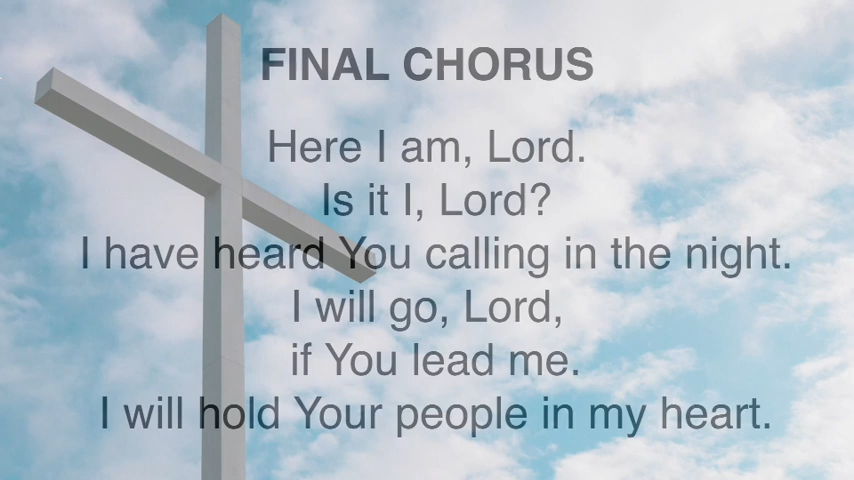 FINAL CHORUS
Here I am, Lord.
Is it I, Lord?
I have heard You calling in the night.
I will go, Lord,
if You lead me.
I will hold Your people in my heart.